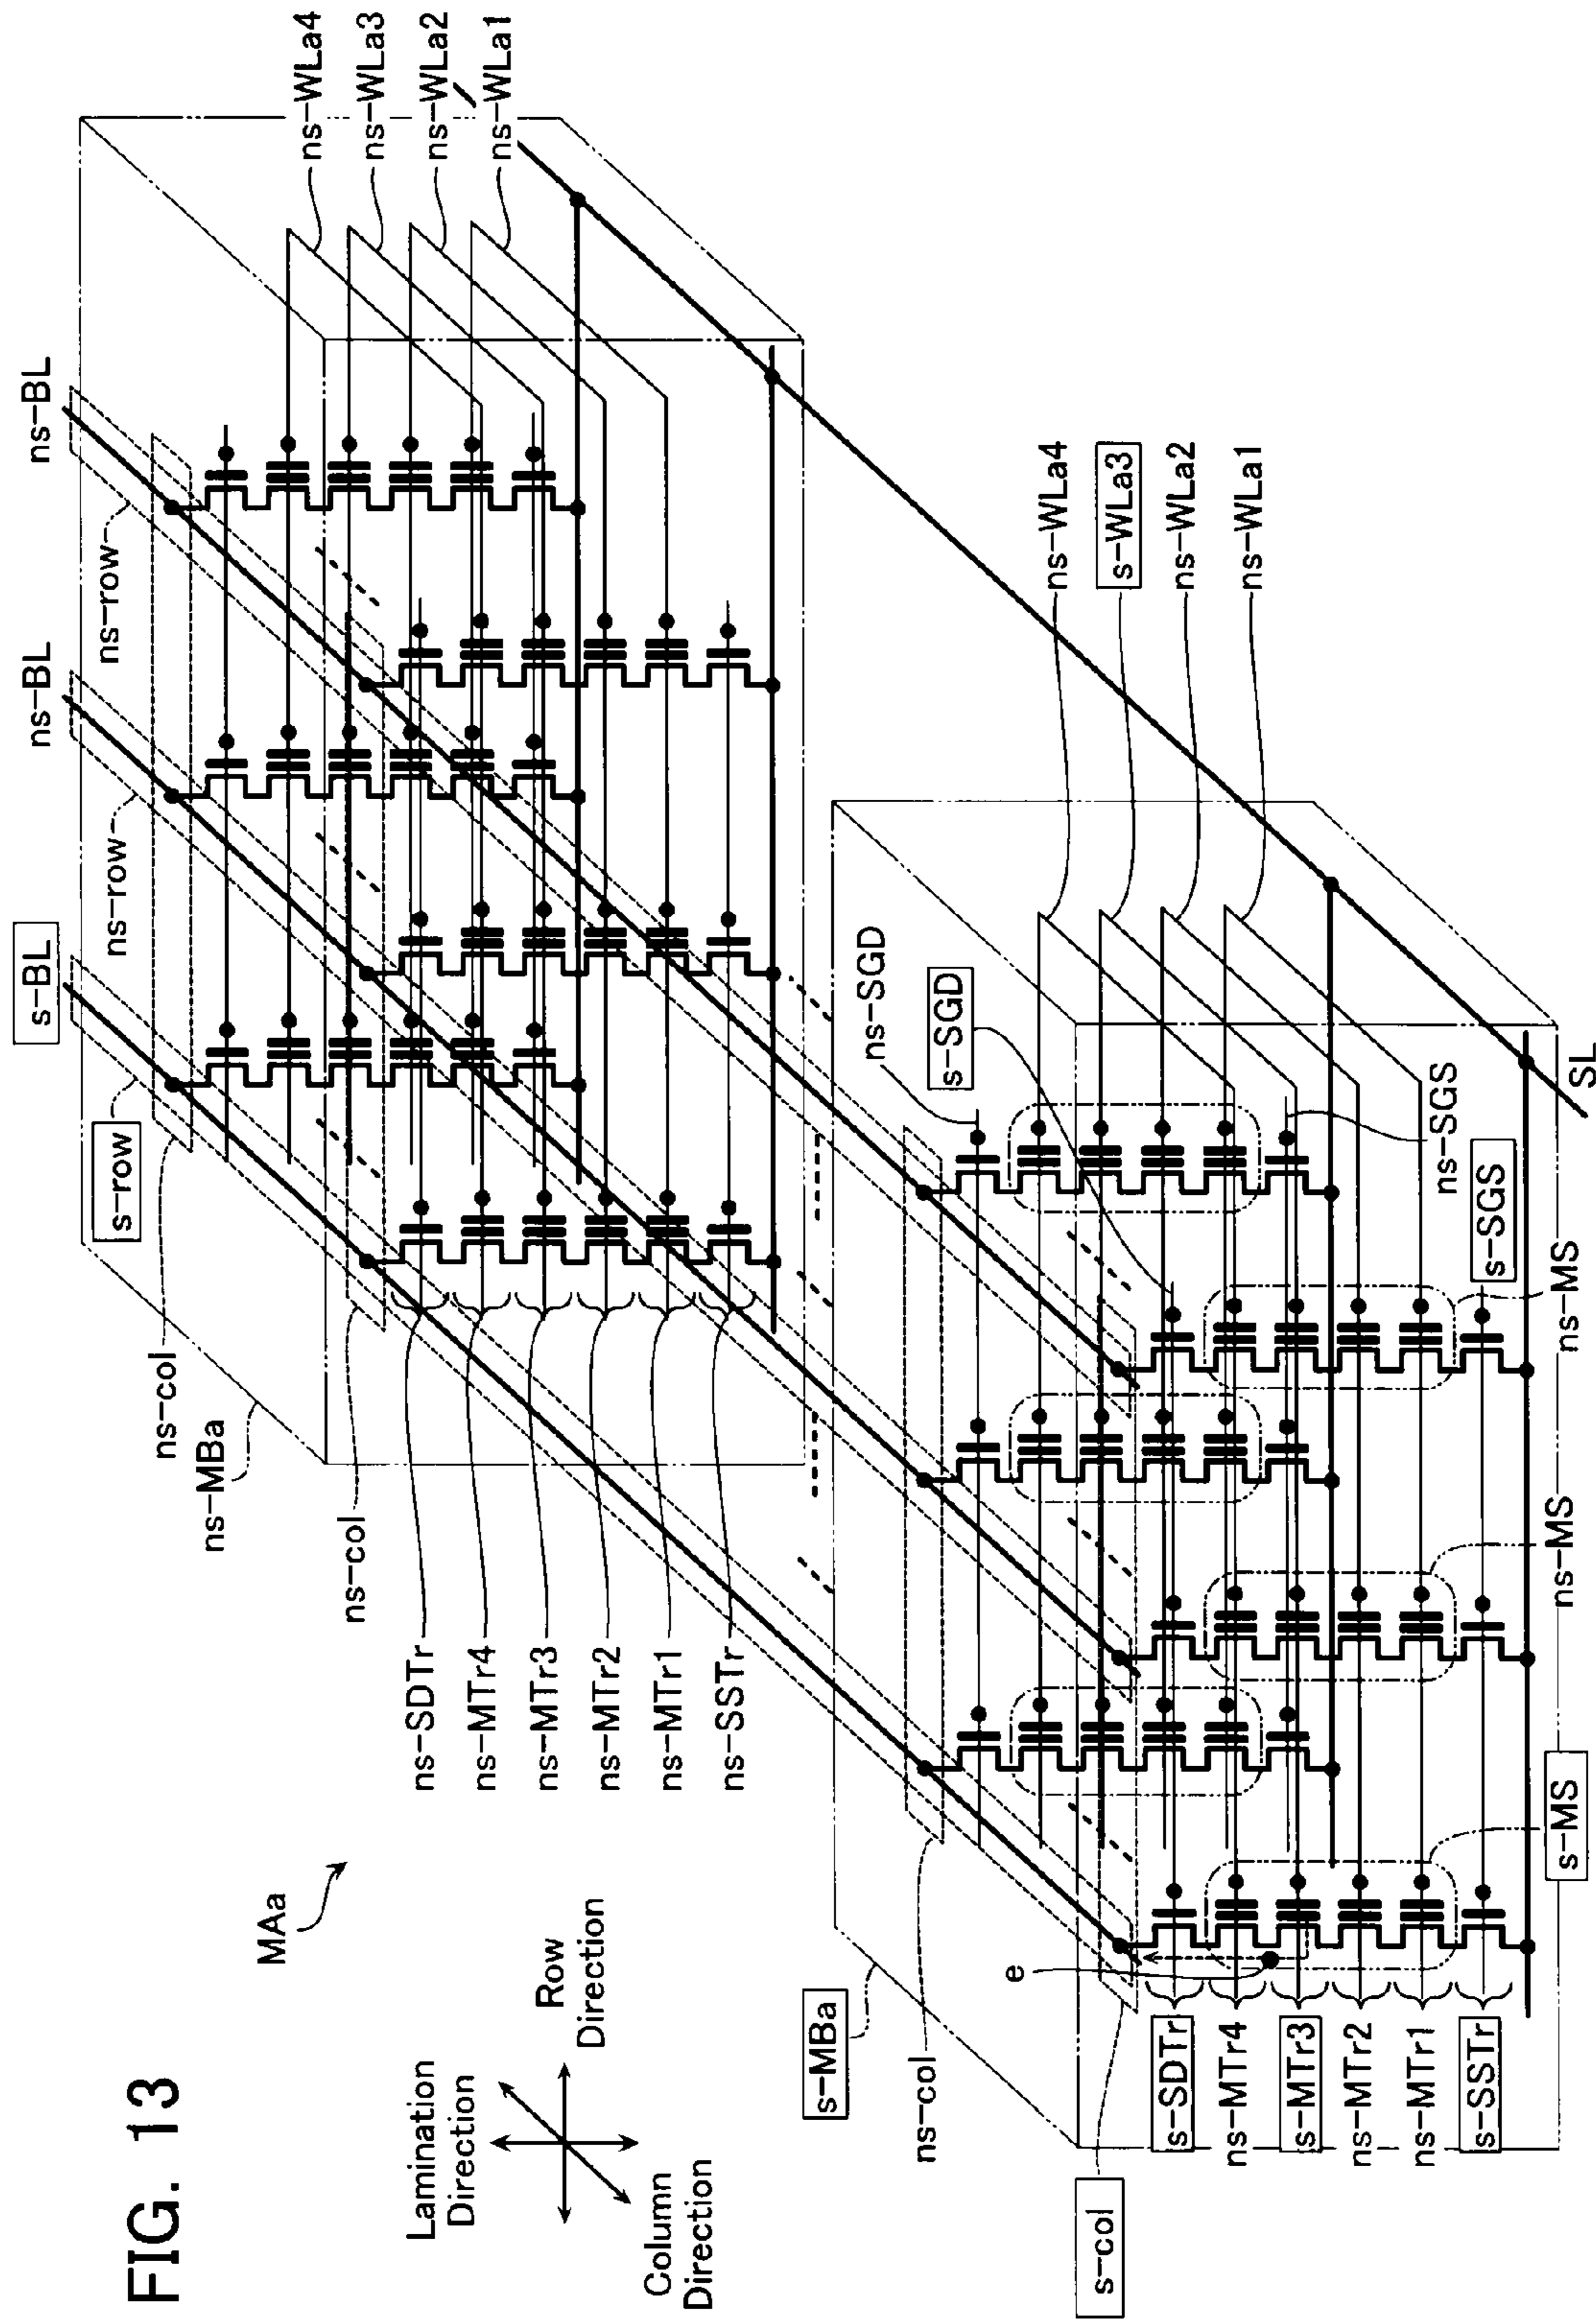 FIG. 13
MAa
Lamination
Direction
Row
Direction
Column
Direction
s-BL
ns-BL
ns-BL
s-row
ns-row
ns-row
ns-col
ns-MBa
ns-col
ns-WLa4
ns-WLa3
ns-WLa2
ns-WLa1
ns-SDTr
ns-MTr4
ns-MTr3
ns-MTr2
ns-MTr1
ns-SSTr
s-MBa
ns-col
s-col
ns-SGD
s-SGD
ns-WLa4
s-WLa3
ns-WLa2
ns-WLa1
e
s-SDTr
ns-MTr4
s-MTr3
ns-MTr2
ns-MTr1
s-SSTr
ns-SGS
s-SGS
s-MS
ns-MS
ns-MS
SL